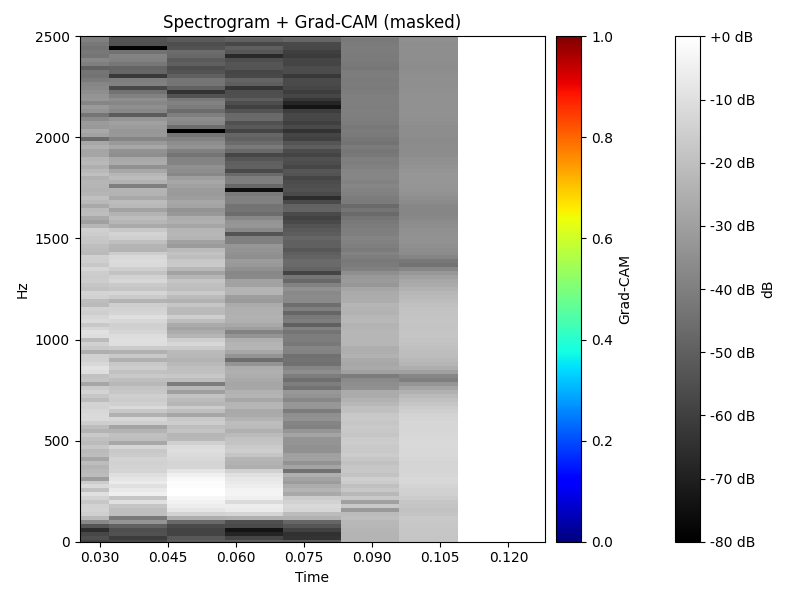 Spectrogram + Grad-CAM (masked)
2500
2000
1500
1000
500
0
Hz
0.030
0.045
0.060
0.075
0.090
0.105
0.120
Time
1.0
0.8
0.6
0.4
0.2
0.0
Grad-CAM
+0 dB
-10 dB
-20 dB
-30 dB
-40 dB
-50 dB
-60 dB
-70 dB
-80 dB
dB